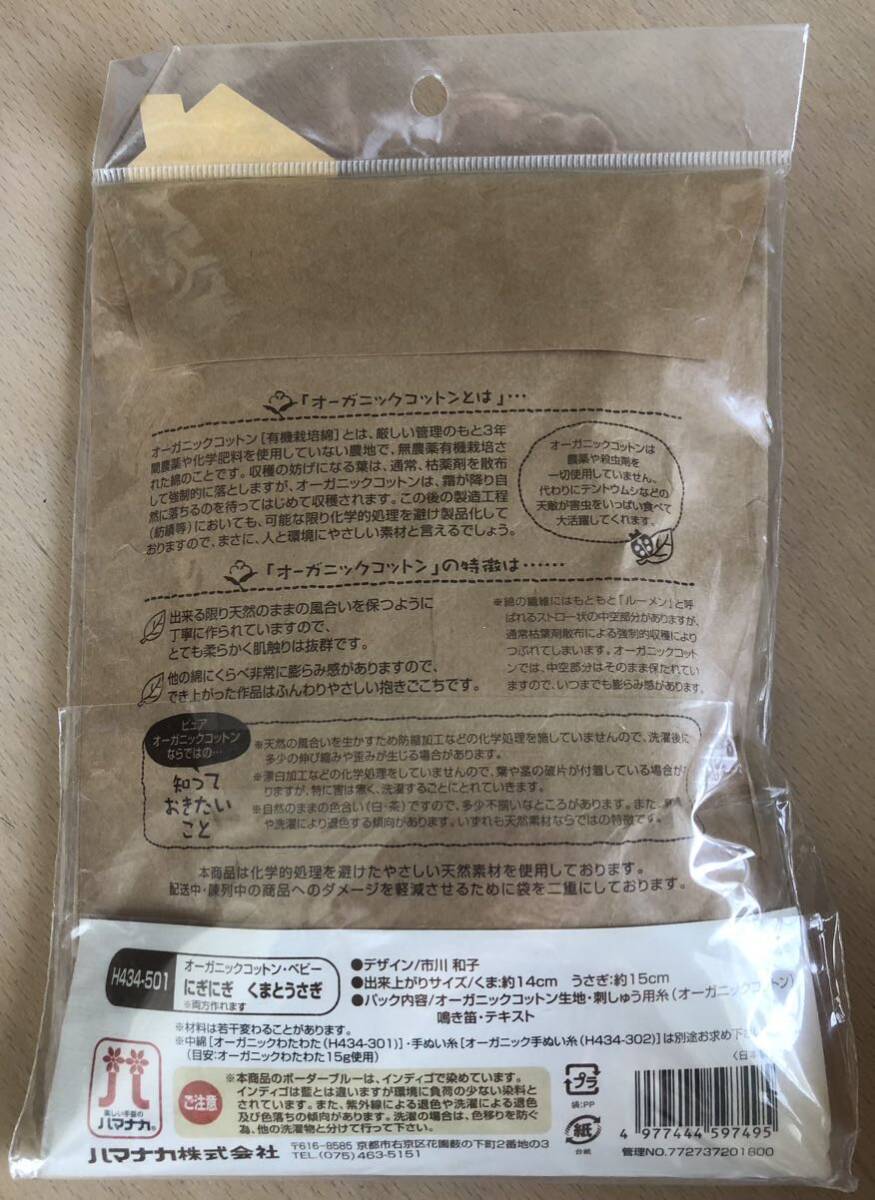 「オーガニックコットンとは」…
オーガニックコットン[有機栽培綿]とは、厳しい管理のもと3年
間農薬や化学肥料を使用していない農地で、無農薬有機栽培さ
れた綿のことです。収穫の妨げになる葉は、通常、枯葉剤を散布
して強制的に落としますが、オーガニックコットンは、霜が降り自
然に落ちるのを待ってはじめて収穫されます。この後の製造工程
(紡績等)においても、可能な限り化学的処理を避け製品化して
おりますので、まさに、人と環境にやさしい素材と言えるでしょう。
オーガニックコットンは
農薬や殺虫剤を
一切使用していません。
代わりにテントウムシなどの
天敵が害虫をいっぱい食べて
大活躍してくれます。
「オーガニックコットン」の特徴は……
出来る限り天然のままの風合いを保つように
丁寧に作られていますので、
とても柔らかく肌触りは抜群です。
他の綿にくらべ非常に膨らみ感がありますので、
でき上がった作品はふんわりやさしい抱きごこちです。
※綿の繊維にはもともと「ルーメン」と呼
ばれるストロー状の中空部分がありますが、
通常枯葉剤散布による強制的収穫により
つぶれてしまいます。オーガニックコット
ンでは、中空部分はそのまま保たれてい
ますので、いつまでも膨らみ感があります。
ピュア
オーガニックコットン
ならではの…
知って
おきたい
こと
※天然の風合いを生かすため防縮加工などの化学処理を施していませんので、洗濯後に
多少の伸び縮みや歪みが生じる場合があります。
※漂白加工などの化学処理をしていませんので、葉や茎の破片が付着している場合が
りますが、特に害は無く、洗濯するごとにとれていきます。
※自然のままの色合い(白・茶)ですので、多少不揃いなところがあります。また
や洗濯により退色する傾向があります。いずれも天然素材ならではの特徴です。
本商品は化学的処理を避けたやさしい天然素材を使用しております。
配送中・陳列中の商品へのダメージを軽減させるために袋を二重にしております。
H434-501
オーガニックコットン・ベビー
にぎにぎ くまとうさぎ
※両方作れます
●デザイン/市川 和子
●出来上がりサイズ/くま:約14cm うさぎ:約15cm
●パック内容/オーガニックコットン生地・刺しゅう用糸(オーガニックコットン)
鳴き笛・テキスト
※材料は若干変わることがあります。
※中綿[オーガニックわたわた(H434-301)]・手ぬい糸[オーガニック手ぬい糸(H434-302)]は別途お求め下
(目安:オーガニックわたわた15g使用)
楽しい手芸の
ハマナカ®
ご注意
※本商品のボーダーブルーは、インディゴで染めています。
インディゴは藍とは違いますが環境に負荷の少ない染料と
されています。また、紫外線による退色や洗濯による退色
及び色落ちの傾向があります。洗濯の場合は、色移りを防ぐ
為、他の洗濯物と分けて行って下さい。
プラ
袋:PP
紙
台紙
4 977444 597495
管理NO.772737201800
ハマナカ株式会社
〒616-8585 京都市右京区花園薮の下町2番地の3
TEL.(075)463-5151